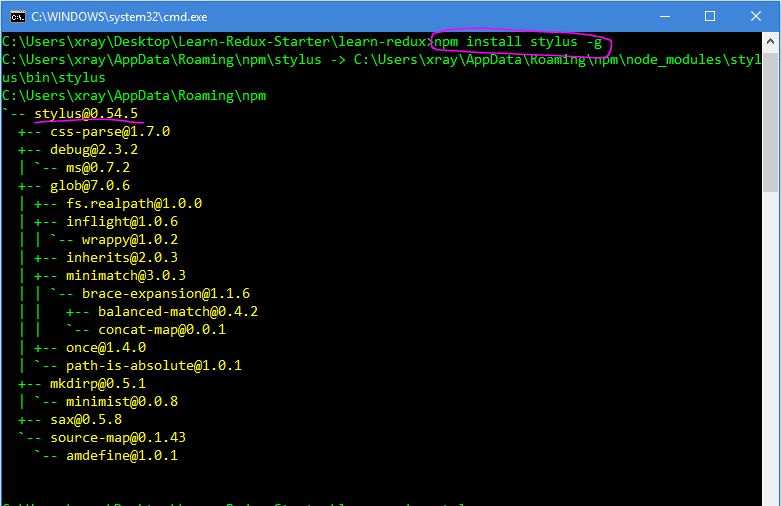 C:\WINDOWS\system32\cmd.exe
C:\Users\xray\Desktop\Learn-Redux-Starter\learn-redux>npm install stylus -g
C:\Users\xray\AppData\Roaming\npm\stylus -> C:\Users\xray\AppData\Roaming\npm\node_modules\styl
us\bin\stylus
C:\Users\xray\AppData\Roaming\npm
`-- stylus@0.54.5
  +-- css-parse@1.7.0
  +-- debug@2.3.2
  | `-- ms@0.7.2
  +-- glob@7.0.6
  | +-- fs.realpath@1.0.0
  | +-- inflight@1.0.6
  | | `-- wrappy@1.0.2
  | +-- inherits@2.0.3
  | +-- minimatch@3.0.3
  | | `-- brace-expansion@1.1.6
  | |   +-- balanced-match@0.4.2
  | |   `-- concat-map@0.0.1
  | +-- once@1.4.0
  | `-- path-is-absolute@1.0.1
  +-- mkdirp@0.5.1
  | `-- minimist@0.0.8
  +-- sax@0.5.8
  `-- source-map@0.1.43
    `-- amdefine@1.0.1